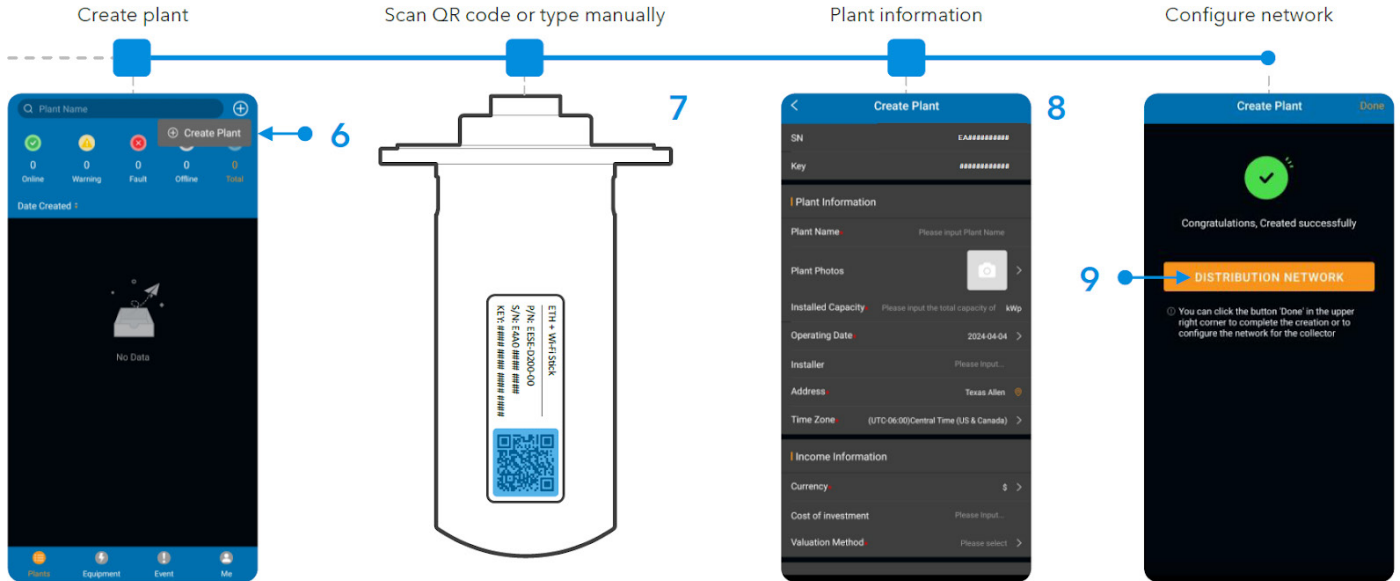 Create plant
Scan QR code or type manually
Plant information
Configure network
Plant Name
Create Plant
6
0
0
0
0
0
Online
Warning
Fault
Offline
Total
Date Created
No Data
Plants
Equipment
Event
Me
7
ETH + Wi-Fi Stick
P/N: EESE-D200-00
S/N: E4A0 #### ####
KEY: #### #### #### ####
8
Create Plant
SN EA##########
Key ############
Plant Information
Plant Name* Please input Plant Name
Plant Photos
Installed Capacity* Please input the total capacity of kWp
Operating Date* 2024-04-04
Installer Please Input...
Address* Texas Allen
Time Zone* (UTC-06:00)Central Time (US & Canada)
Income Information
Currency* $
Cost of investment Please Input...
Valuation Method* Please select
Create Plant Done
Congratulations, Created successfully
9
DISTRIBUTION NETWORK
You can click the button 'Done' in the upper
right corner to complete the creation or to
configure the network for the collector